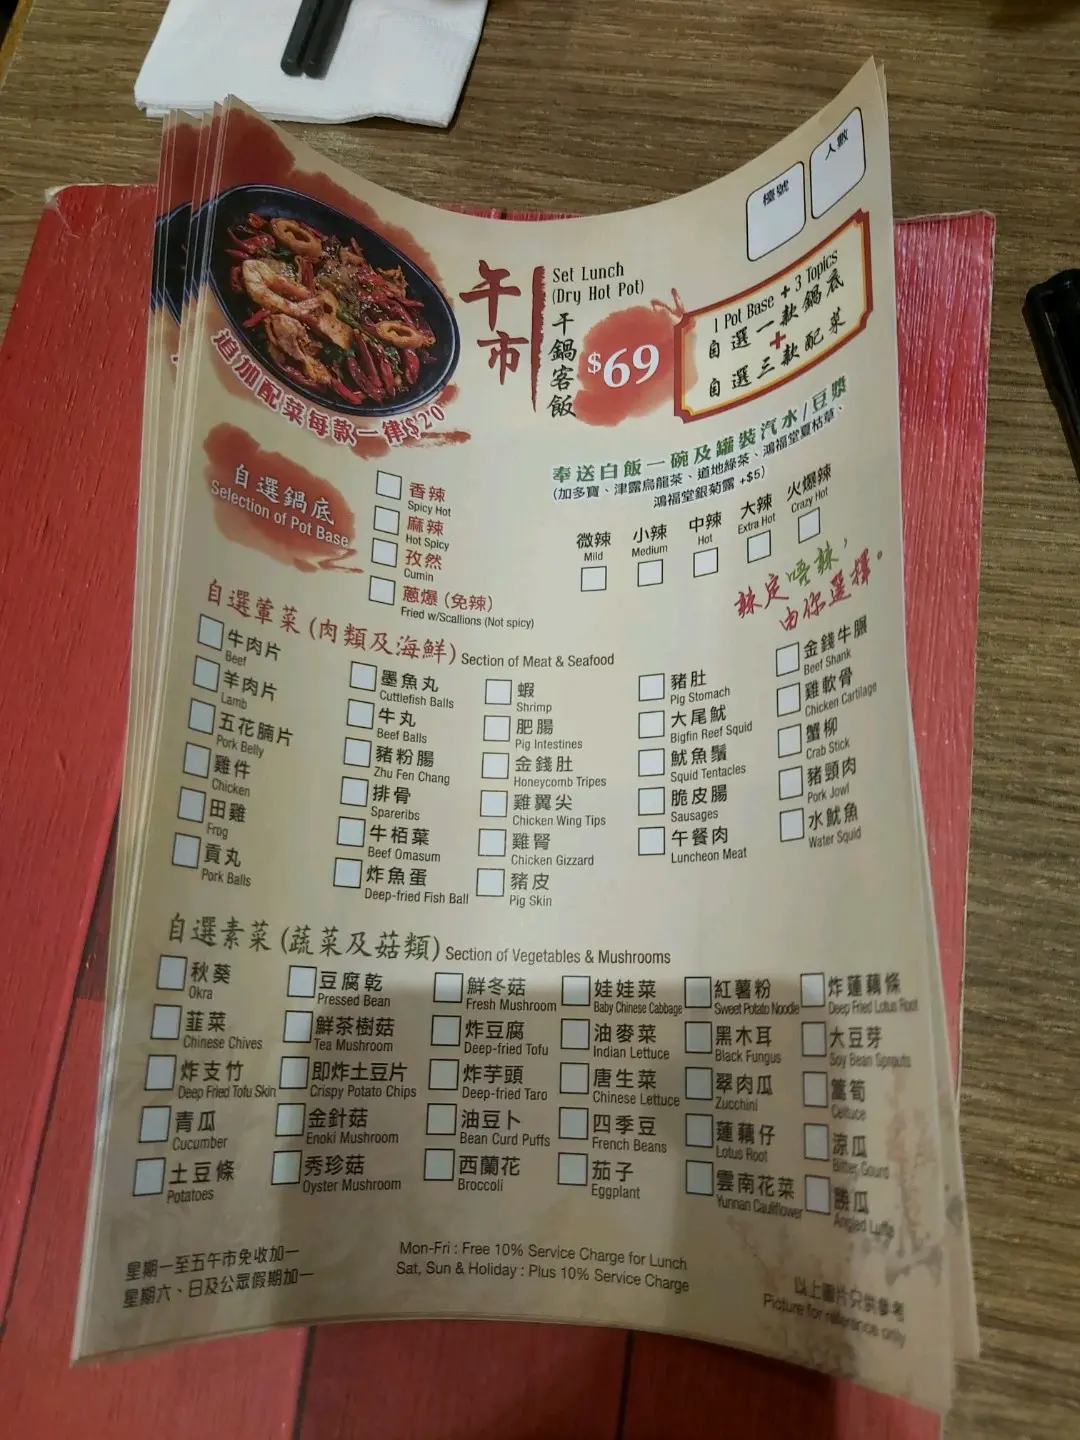 檯號
人數
午市
Set Lunch
(Dry Hot Pot)
干鍋客飯
$69
1 Pot Base + 3 Topics
自選一款鍋底
+
自選三款配菜
追加配菜每款一律$20
奉送白飯一碗及罐裝汽水/豆漿
(加多寶、津露烏龍茶、道地綠茶、鴻福堂夏枯草、
鴻福堂銀菊露 +$5)
自選鍋底
Selection of Pot Base
香辣
Spicy Hot
麻辣
Hot Spicy
孜然
Cumin
蔥爆 (免辣)
Fried w/Scallions (Not spicy)
微辣
Mild
小辣
Medium
中辣
Hot
大辣
Extra Hot
火爆辣
Crazy Hot
辣定唔辣，
由你選擇。
自選葷菜 (肉類及海鮮) Section of Meat & Seafood
牛肉片
Beef
羊肉片
Lamb
五花腩片
Pork Belly
雞件
Chicken
田雞
Frog
貢丸
Pork Balls
墨魚丸
Cuttlefish Balls
牛丸
Beef Balls
豬粉腸
Zhu Fen Chang
排骨
Spareribs
牛栢葉
Beef Omasum
炸魚蛋
Deep-fried Fish Ball
蝦
Shrimp
肥腸
Pig Intestines
金錢肚
Honeycomb Tripes
雞翼尖
Chicken Wing Tips
雞腎
Chicken Gizzard
豬皮
Pig Skin
豬肚
Pig Stomach
大尾魷
Bigfin Reef Squid
魷魚鬚
Squid Tentacles
脆皮腸
Sausages
午餐肉
Luncheon Meat
金錢牛𦟌
Beef Shank
雞軟骨
Chicken Cartilage
蟹柳
Crab Stick
豬頸肉
Pork Jowl
水魷魚
Water Squid
自選素菜 (蔬菜及菇類) Section of Vegetables & Mushrooms
秋葵
Okra
韮菜
Chinese Chives
炸支竹
Deep Fried Tofu Skin
青瓜
Cucumber
土豆條
Potatoes
豆腐乾
Pressed Bean
鮮茶樹菇
Tea Mushroom
即炸土豆片
Crispy Potato Chips
金針菇
Enoki Mushroom
秀珍菇
Oyster Mushroom
鮮冬菇
Fresh Mushroom
炸豆腐
Deep-fried Tofu
炸芋頭
Deep-fried Taro
油豆卜
Bean Curd Puffs
西蘭花
Broccoli
娃娃菜
Baby Chinese Cabbage
油麥菜
Indian Lettuce
唐生菜
Chinese Lettuce
四季豆
French Beans
茄子
Eggplant
紅薯粉
Sweet Potato Noodle
黑木耳
Black Fungus
翠肉瓜
Zucchini
蓮藕仔
Lotus Root
雲南花菜
Yunnan Cauliflower
炸蓮藕條
Deep Fried Lotus Root
大豆芽
Soy Bean Sprouts
萵筍
Celtuce
涼瓜
Bitter Gourd
勝瓜
Angled Luffa
星期一至五午市免收加一
星期六、日及公眾假期加一
Mon-Fri : Free 10% Service Charge for Lunch
Sat, Sun & Holiday : Plus 10% Service Charge
以上圖片只供參考
Picture for reference only